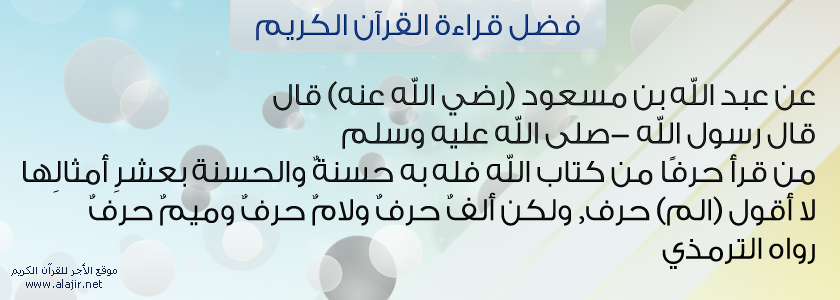 فضل قراءة القرآن الكريم
عن عبد الله بن مسعود (رضي الله عنه) قال
قال رسول الله -صلى الله عليه وسلم
من قرأ حرفًا من كتاب الله فله به حسنةٌ والحسنة بعشرِ أمثالِها
لا أقول (الم) حرف, ولكن ألفٌ حرفٌ ولامٌ حرفٌ وميمٌ حرفٌ
رواه الترمذي
موقع الأجر للقرآن الكريم
www.alajir.net